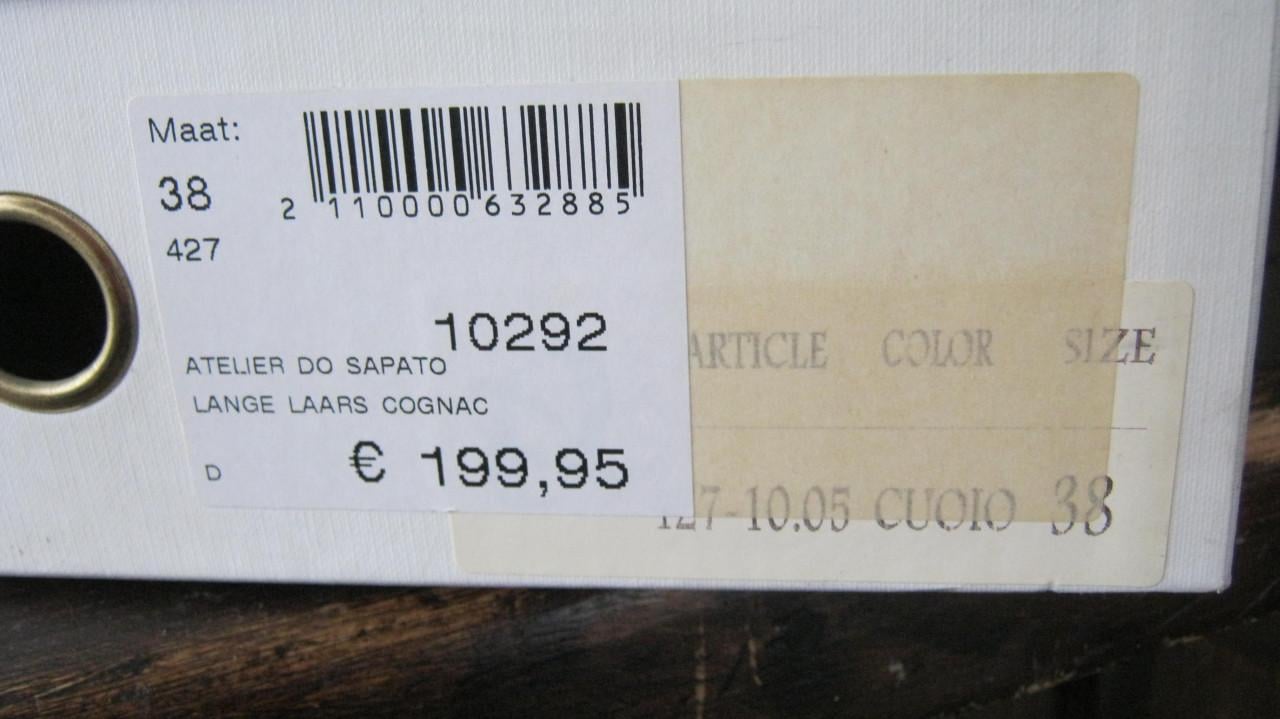 Maat:
38
427
2 110000 632885
10292
ATELIER DO SAPATO
LANGE LAARS COGNAC
D € 199,95
ARTICLE COLOR SIZE
127-10.05 CUOIO 38